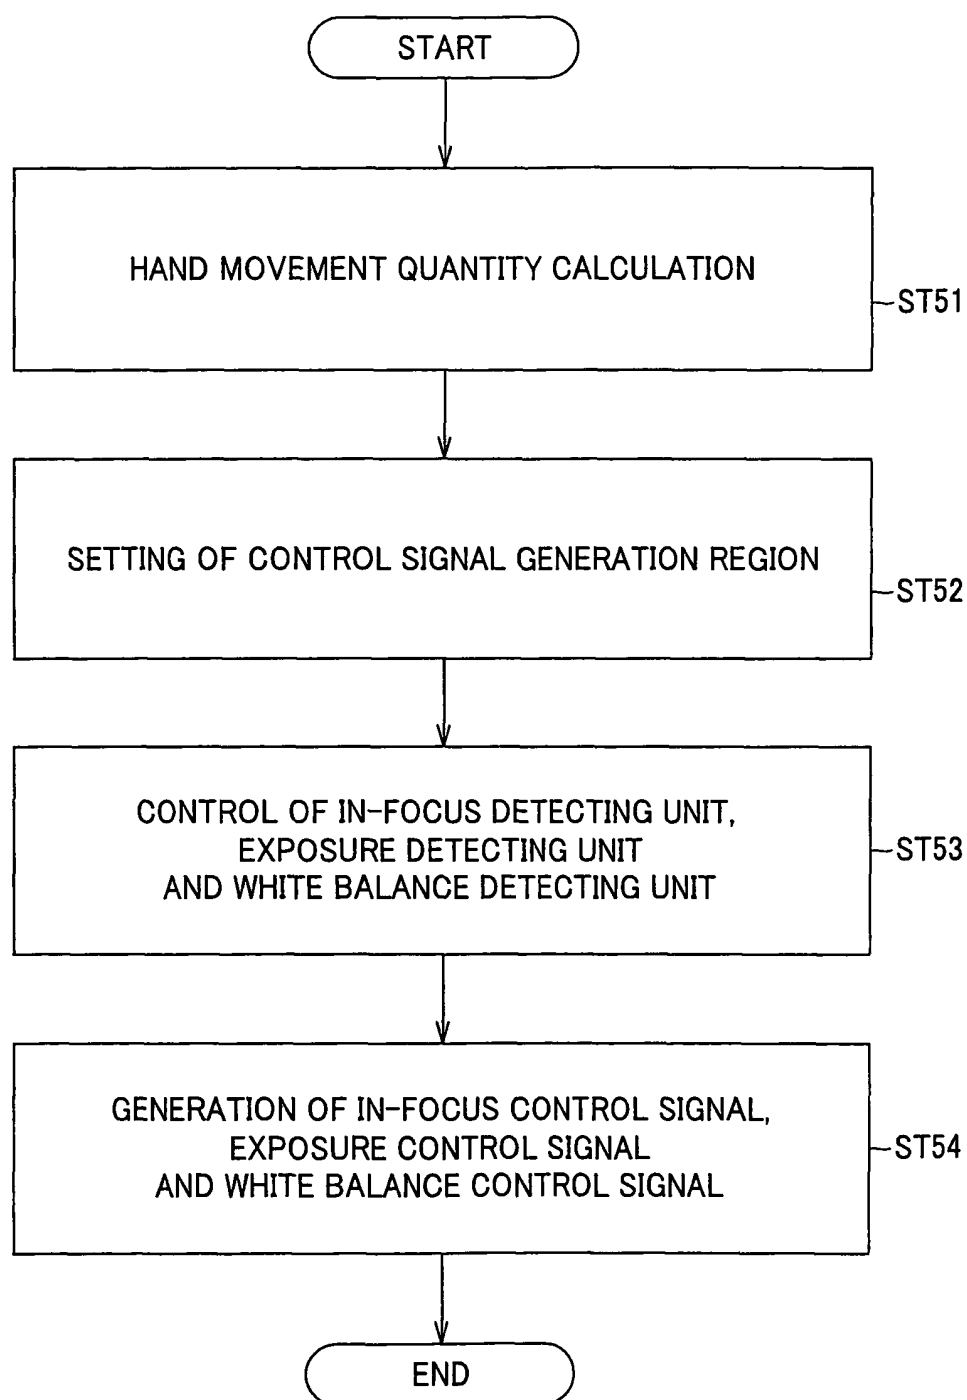 START
HAND MOVEMENT QUANTITY CALCULATION
ST51
SETTING OF CONTROL SIGNAL GENERATION REGION
ST52
CONTROL OF IN-FOCUS DETECTING UNIT,
EXPOSURE DETECTING UNIT
AND WHITE BALANCE DETECTING UNIT
ST53
GENERATION OF IN-FOCUS CONTROL SIGNAL,
EXPOSURE CONTROL SIGNAL
AND WHITE BALANCE CONTROL SIGNAL
ST54
END